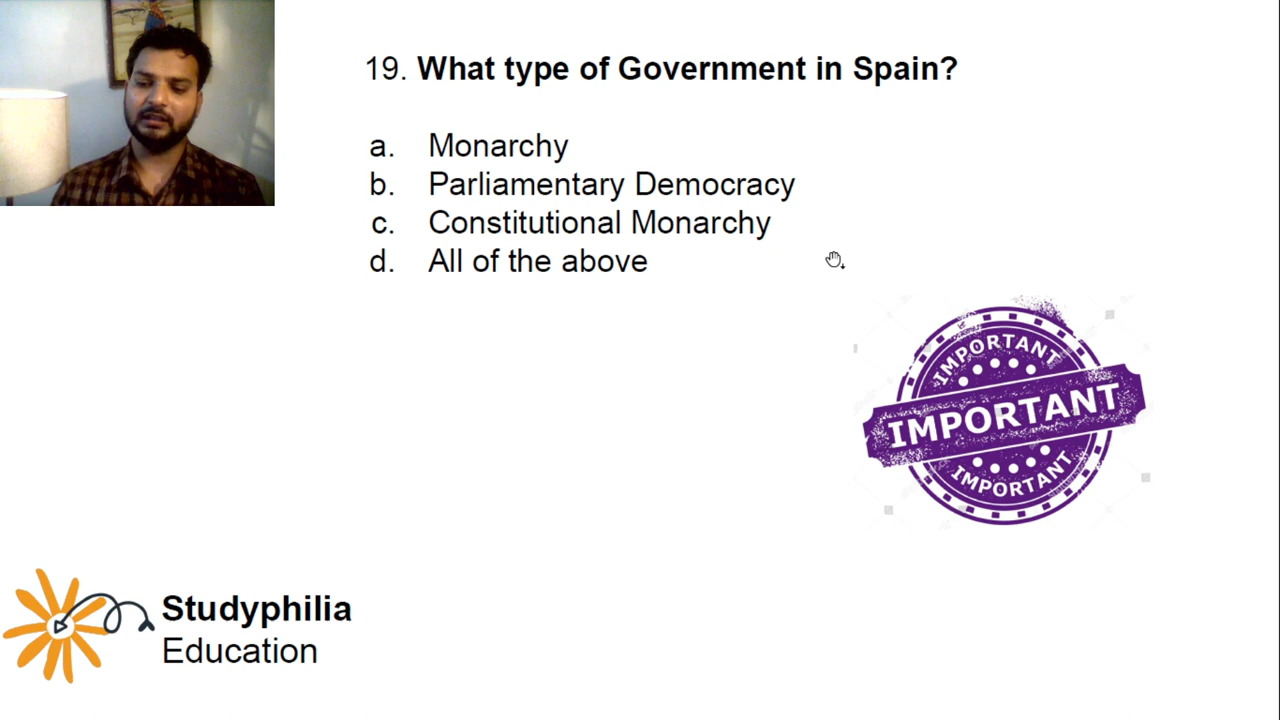 19. What type of Government in Spain?
a. Monarchy
b. Parliamentary Democracy
c. Constitutional Monarchy
d. All of the above
IMPORTANT
IMPORTANT
IMPORTANT
Studyphilia
Education